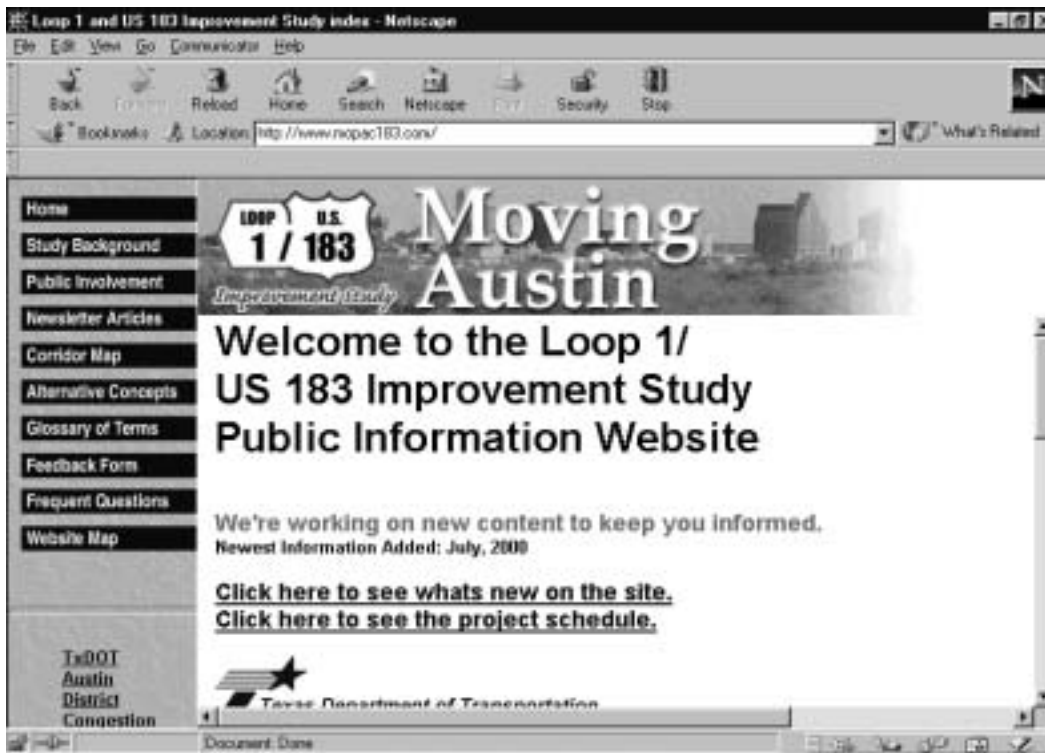 Loop 1 and US 183 Improvement Study index - Netscape
File Edit View Go Communicator Help
Back Forward Reload Home Search Netscape Print Security Stop
Bookmarks Location: http://www.mopac183.com/ What's Related
Home
Study Background
Public Involvement
Newsletter Articles
Corridor Map
Alternative Concepts
Glossary of Terms
Feedback Form
Frequent Questions
Website Map
TxDOT
Austin
District
Congestion
LOOP U.S.
1 / 183
Improvement Study
Moving
Austin
Welcome to the Loop 1/
US 183 Improvement Study
Public Information Website
We're working on new content to keep you informed.
Newest Information Added: July, 2000
Click here to see whats new on the site.
Click here to see the project schedule.
Texas Department of Transportation
Document: Done